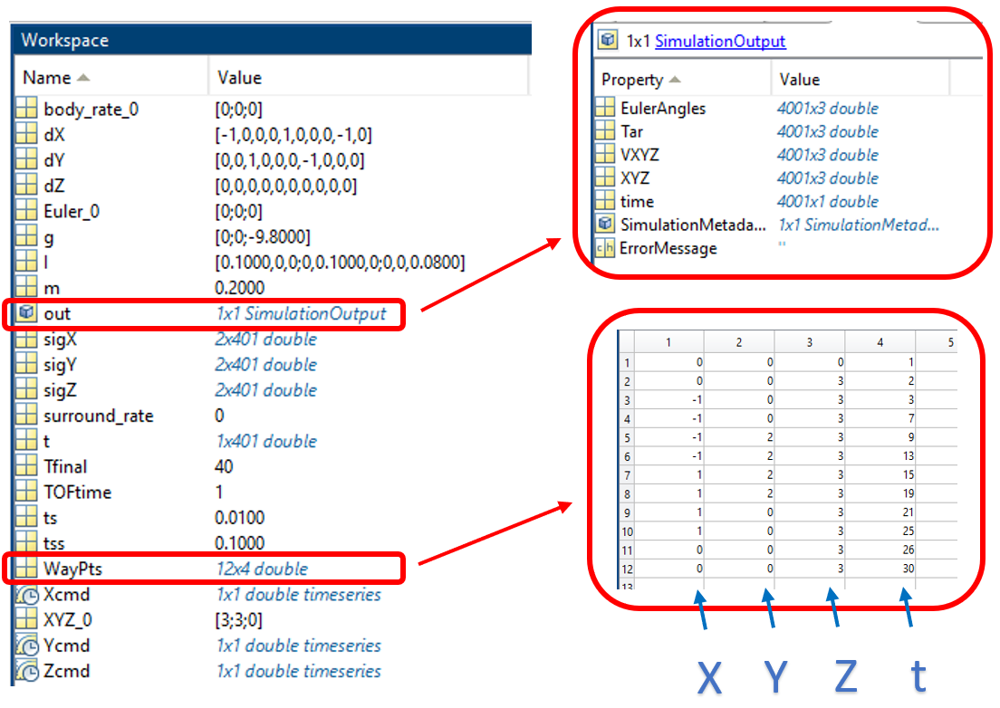 Workspace
Name Value
body_rate_0 [0;0;0]
dX [-1,0,0,0,1,0,0,0,-1,0]
dY [0,0,1,0,0,0,-1,0,0,0]
dZ [0,0,0,0,0,0,0,0,0,0]
Euler_0 [0;0;0]
g [0;0;-9.8000]
I [0.1000,0,0;0,0.1000,0;0,0,0.0800]
m 0.2000
out 1x1 SimulationOutput
sigX 2x401 double
sigY 2x401 double
sigZ 2x401 double
surround_rate 0
t 1x401 double
Tfinal 40
TOFtime 1
ts 0.0100
tss 0.1000
WayPts 12x4 double
Xcmd 1x1 double timeseries
XYZ_0 [3;3;0]
Ycmd 1x1 double timeseries
Zcmd 1x1 double timeseries
1x1 SimulationOutput
Property Value
EulerAngles 4001x3 double
Tar 4001x3 double
VXYZ 4001x3 double
XYZ 4001x3 double
time 4001x1 double
SimulationMetada... 1x1 SimulationMetad...
ch ErrorMessage ''
1 2 3 4 5
1 0 0 0 1
2 0 0 3 2
3 -1 0 3 3
4 -1 0 3 7
5 -1 2 3 9
6 -1 2 3 13
7 1 2 3 15
8 1 2 3 19
9 1 0 3 21
10 1 0 3 25
11 0 0 3 26
12 0 0 3 30
13
X Y Z t